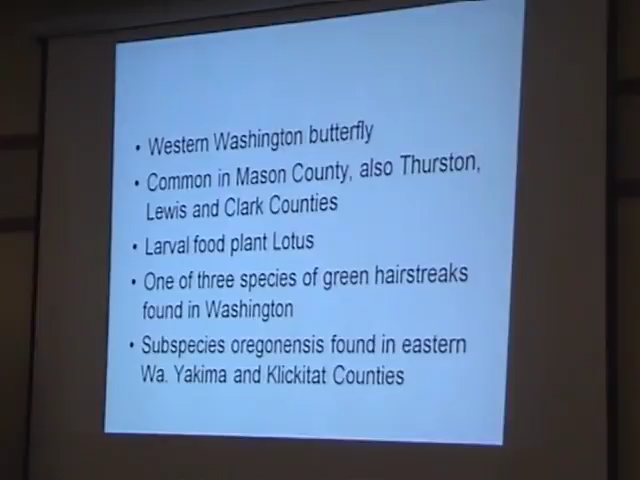 • Western Washington butterfly
• Common in Mason County, also Thurston,
Lewis and Clark Counties
• Larval food plant Lotus
• One of three species of green hairstreaks
found in Washington
• Subspecies oregonensis found in eastern
Wa. Yakima and Klickitat Counties